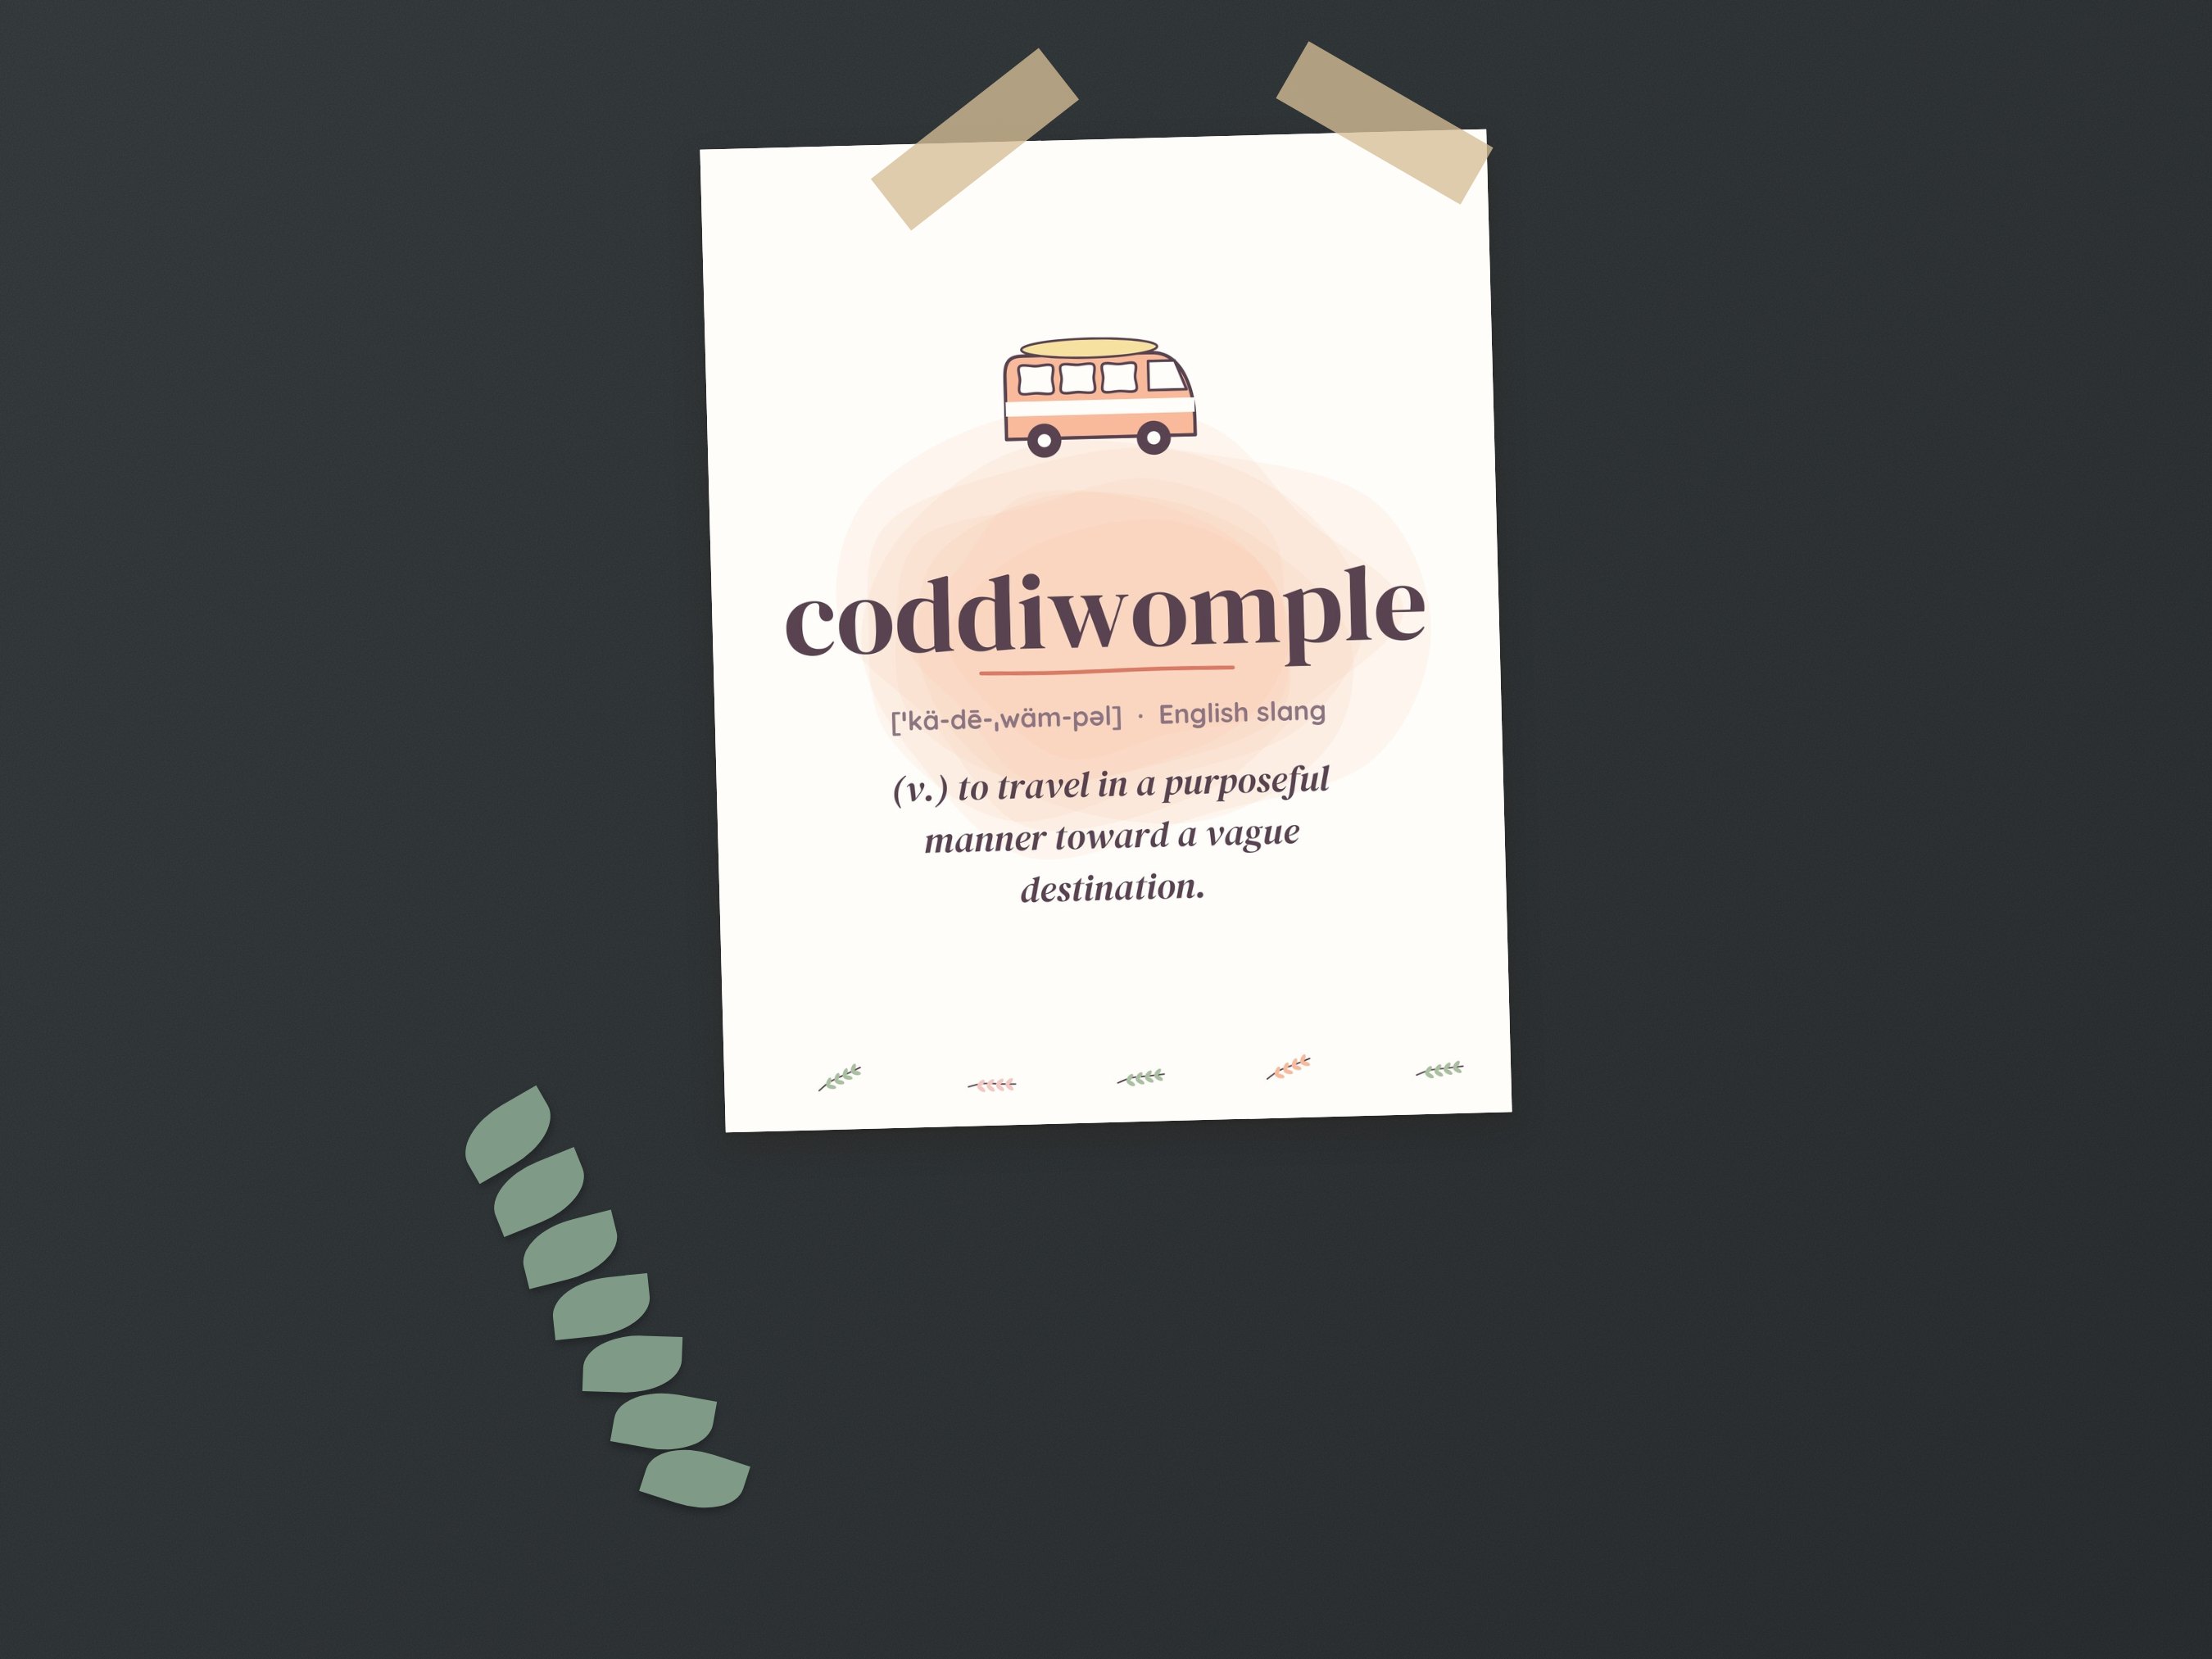 coddiwomple
['kä-dē-ˌwäm-pəl] · English slang
(v.) to travel in a purposeful
manner toward a vague
destination.